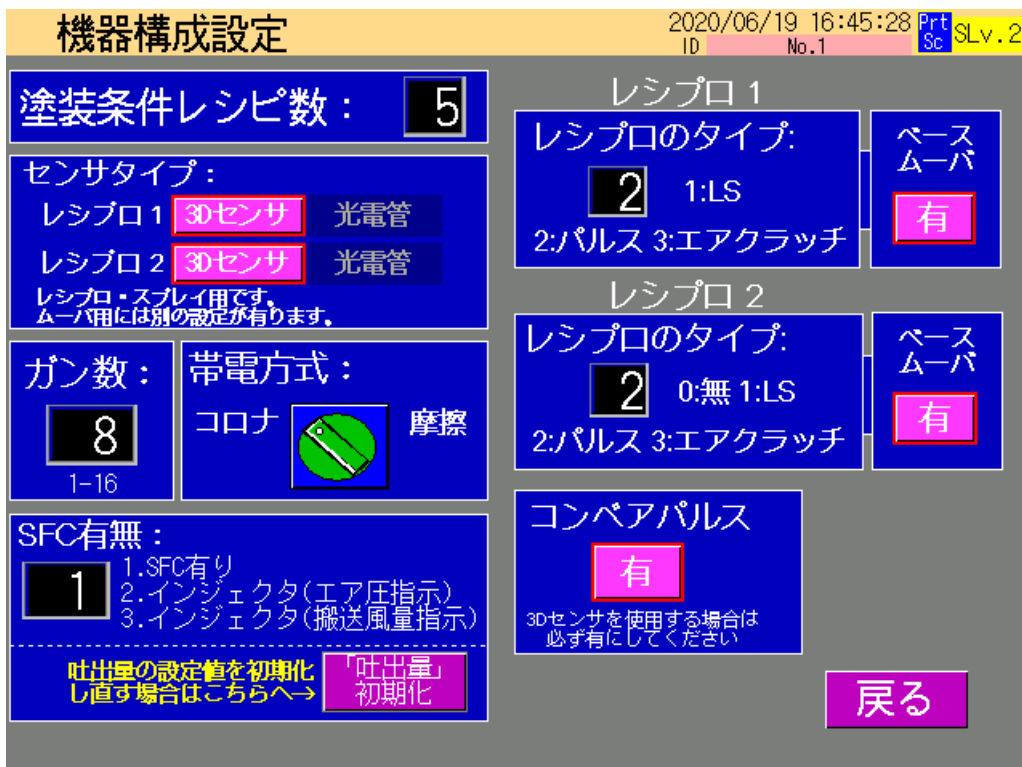 機器構成設定
2020/06/19 16:45:28
ID No.1
Prt Sc
SLv.2
塗装条件レシピ数：
5
センサタイプ：
レシプロ1 3Dセンサ 光電管
レシプロ2 3Dセンサ 光電管
レシプロ・スプレイ用です。
ムーバ用には別の設定が有ります。
ガン数：
8
1-16
帯電方式：
コロナ 摩擦
SFC有無：
1
1.SFC有り
2.インジェクタ(エア圧指示)
3.インジェクタ(搬送風量指示)
吐出量の設定値を初期化
し直す場合はこちらへ→
「吐出量」
初期化
レシプロ 1
レシプロのタイプ:
2 1:LS
2:パルス 3:エアクラッチ
ベース
ムーバ
有
レシプロ 2
レシプロのタイプ:
2 0:無 1:LS
2:パルス 3:エアクラッチ
ベース
ムーバ
有
コンベアパルス
有
3Dセンサを使用する場合は
必ず有にしてください
戻る